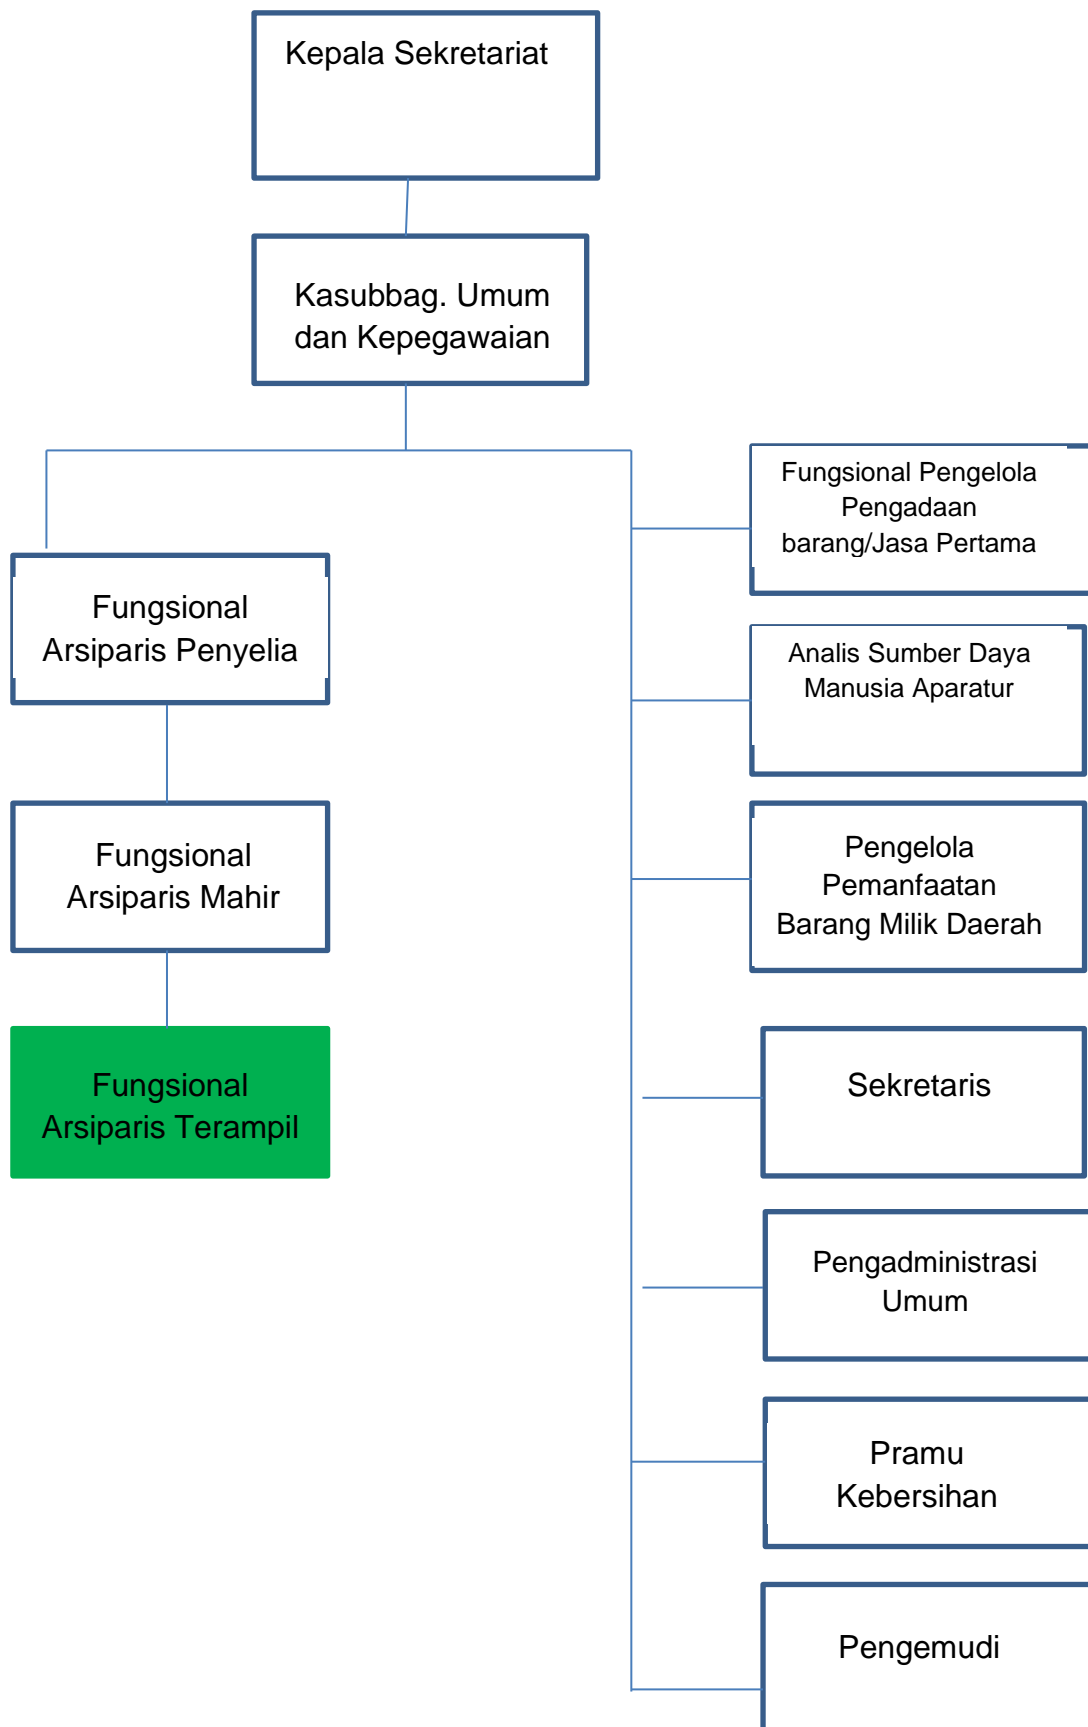 Kepala Sekretariat
Kasubbag. Umum
dan Kepegawaian
Fungsional
Arsiparis Penyelia
Fungsional
Arsiparis Mahir
Fungsional
Arsiparis Terampil
Fungsional Pengelola
Pengadaan
barang/Jasa Pertama
Analis Sumber Daya
Manusia Aparatur
Pengelola
Pemanfaatan
Barang Milik Daerah
Sekretaris
Pengadministrasi
Umum
Pramu
Kebersihan
Pengemudi